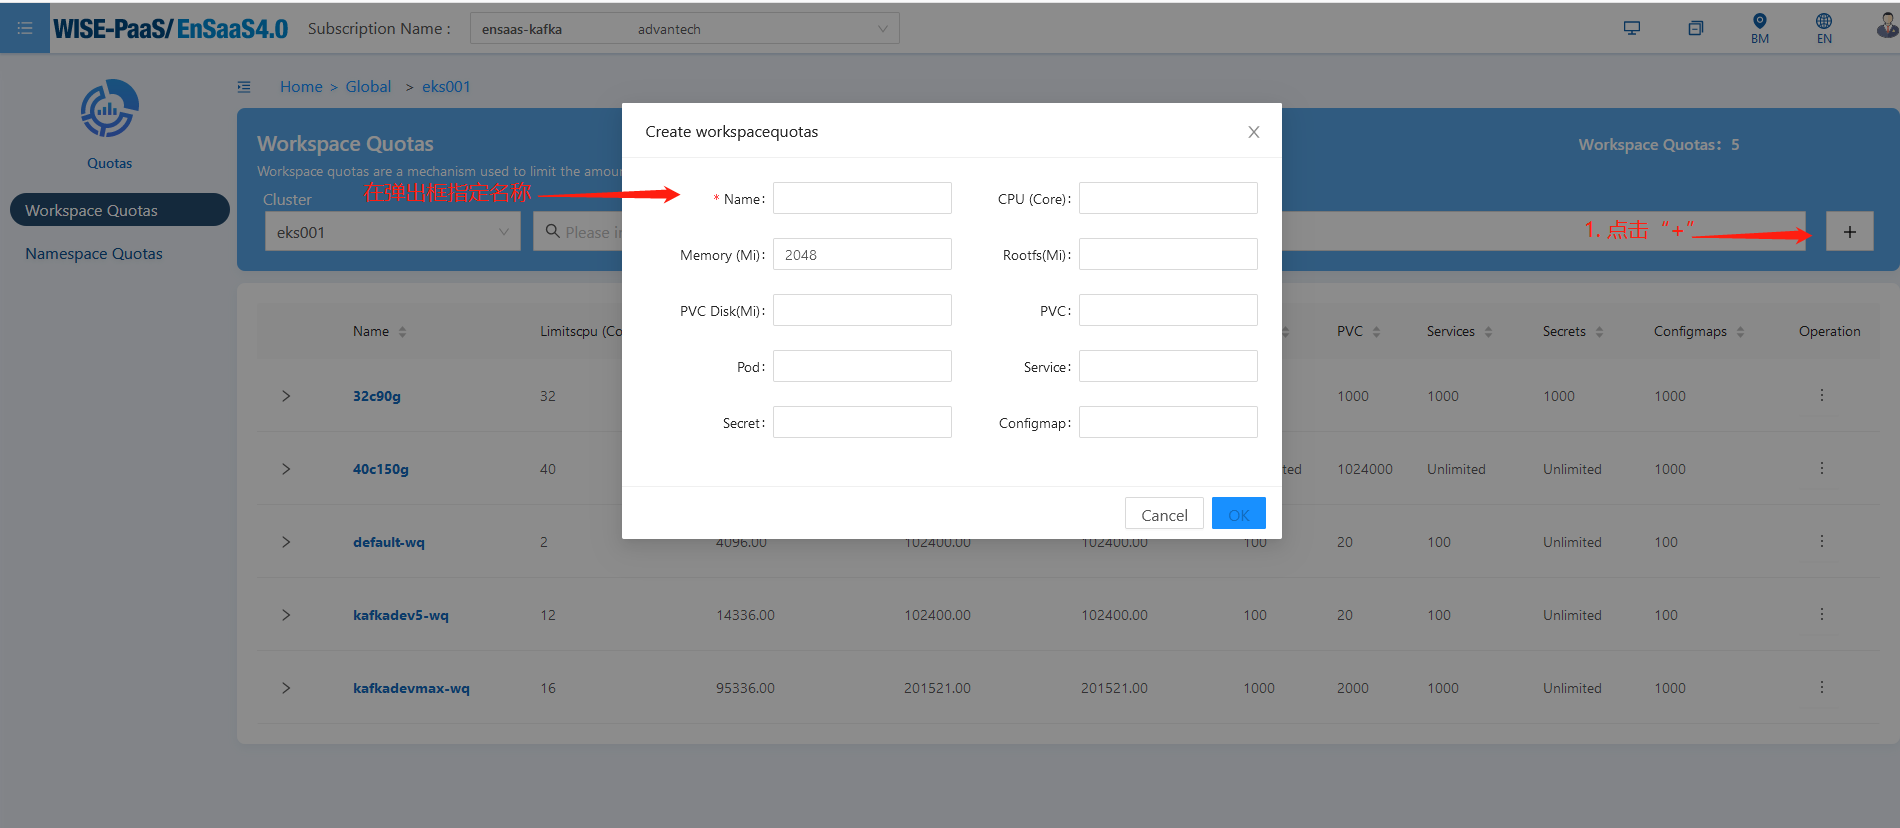 WISE-PaaS/ EnSaaS4.0
Subscription Name :
ensaas-kafka advantech
BM
EN
Quotas
Workspace Quotas
Namespace Quotas
Home > Global > eks001
Workspace Quotas
Workspace Quotas: 5
Workspace quotas are a mechanism used to limit the amou
在弹出框指定名称
Cluster
eks001
Please in
1. 点击 “+”
+
Create workspacequotas
* Name:
CPU (Core):
Memory (Mi): 2048
Rootfs(Mi):
PVC Disk(Mi):
PVC:
Pod:
Service:
Secret:
Configmap:
Cancel
OK
Name Limitscpu (Co PVC Services Secrets Configmaps Operation
32c90g 32 1000 1000 1000 1000
40c150g 40 ted 1024000 Unlimited Unlimited 1000
default-wq 2 4096.00 102400.00 102400.00 100 20 100 Unlimited 100
kafkadev5-wq 12 14336.00 102400.00 102400.00 100 20 100 Unlimited 100
kafkadevmax-wq 16 95336.00 201521.00 201521.00 1000 2000 1000 Unlimited 1000